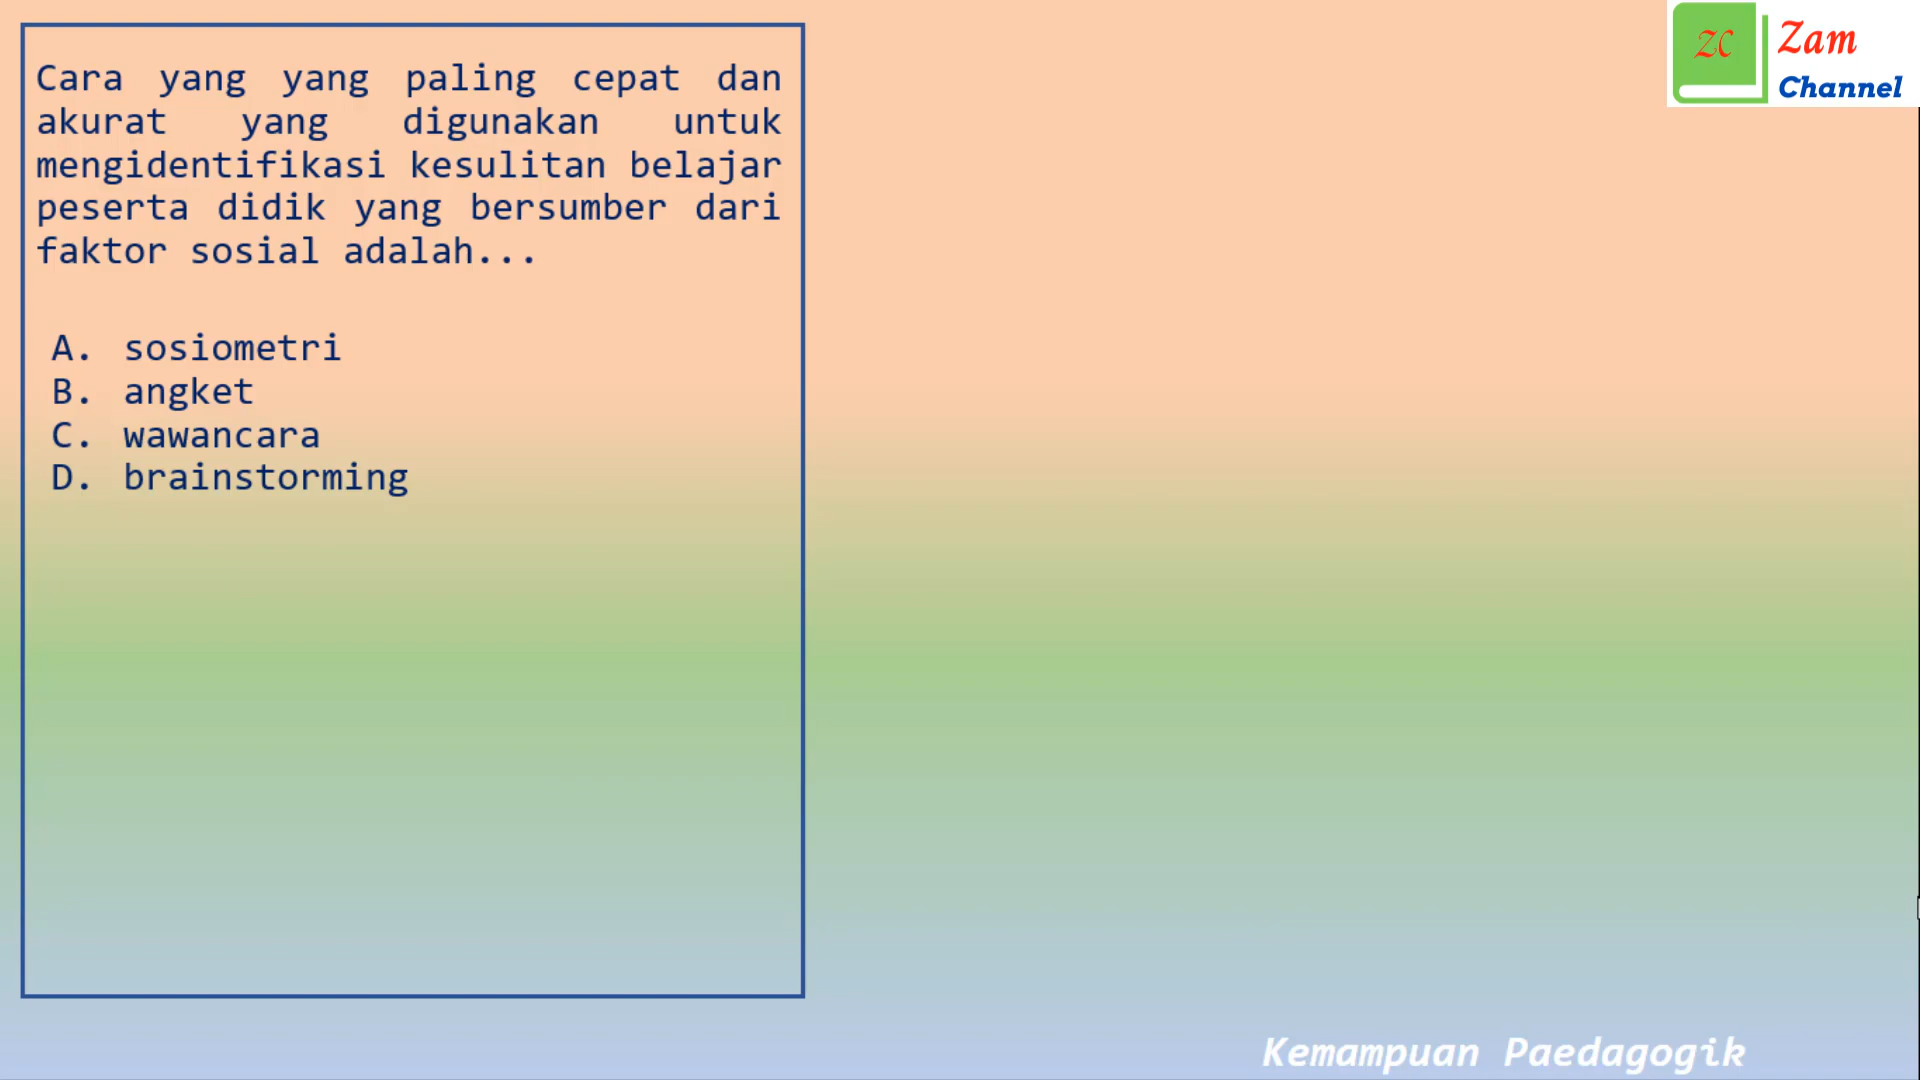 Cara yang yang paling cepat dan
akurat yang digunakan untuk
mengidentifikasi kesulitan belajar
peserta didik yang bersumber dari
faktor sosial adalah...
A. sosiometri
B. angket
C. wawancara
D. brainstorming
ZC
Zam
Channel
Kemampuan Paedagogik